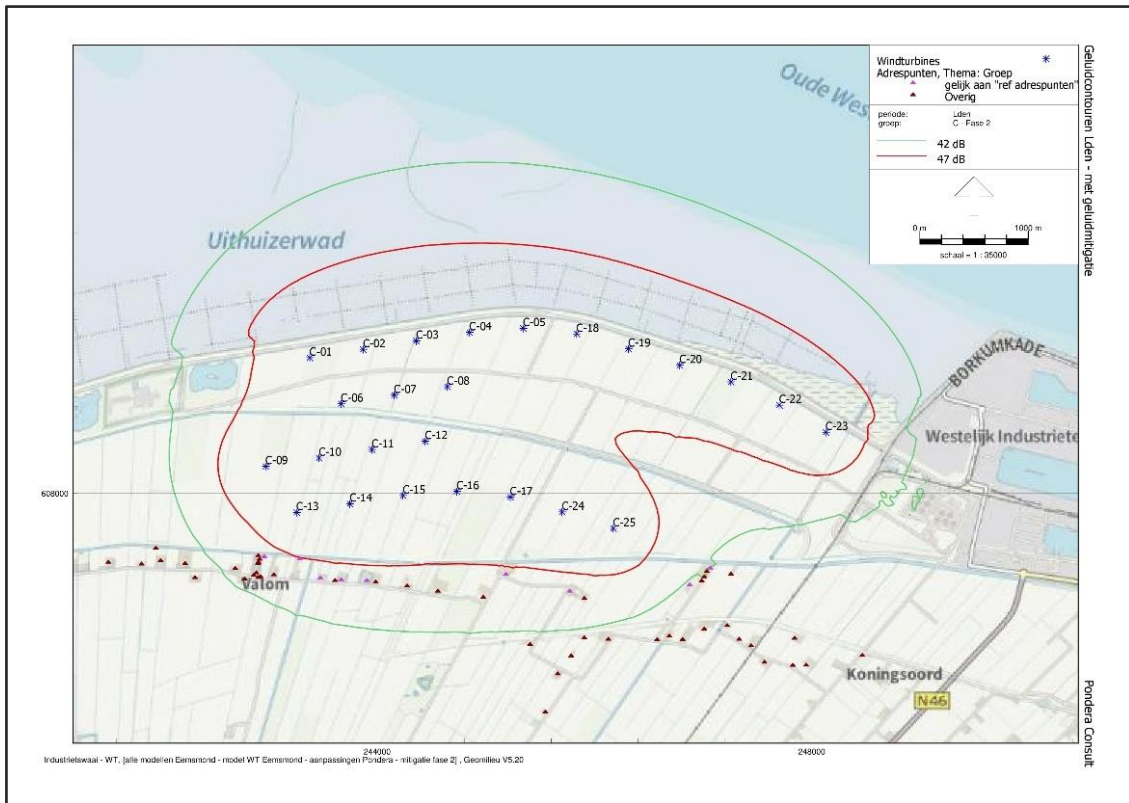 Geluidcontouren Lden - met geluidmitigatie
Pondera Consult
Windturbines
Adrespunten, Thema: Groep
gelijk aan "ref adrespunten"
Overig
periode: Lden
groep: C - Fase 2
42 dB
47 dB
0 m 1000 m
schaal = 1 : 35000
Oude Wes
Uithuizerwad
C-01
C-02
C-03
C-04
C-05
C-18
C-19
C-20
C-21
C-22
C-23
C-06
C-07
C-08
C-09
C-10
C-11
C-12
C-13
C-14
C-15
C-16
C-17
C-24
C-25
BORKUMKADE
Westelijk Industriete
608000
Valom
Koningsoord
N46
244000 248000
Industrielawaai - WT, [alle modellen Eemsmond - model WT Eemsmond - aanpassingen Pondera - mitigatie fase 2] , Geomilieu V5.20